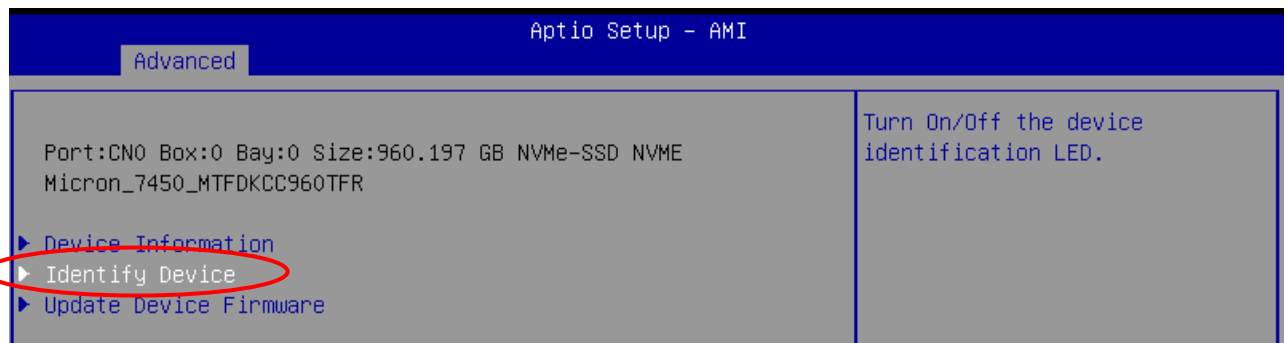 Aptio Setup – AMI
Advanced
Port:CN0 Box:0 Bay:0 Size:960.197 GB NVMe-SSD NVME
Micron_7450_MTFDKCC960TFR
Device Information
Identify Device
Update Device Firmware
Turn On/Off the device
identification LED.